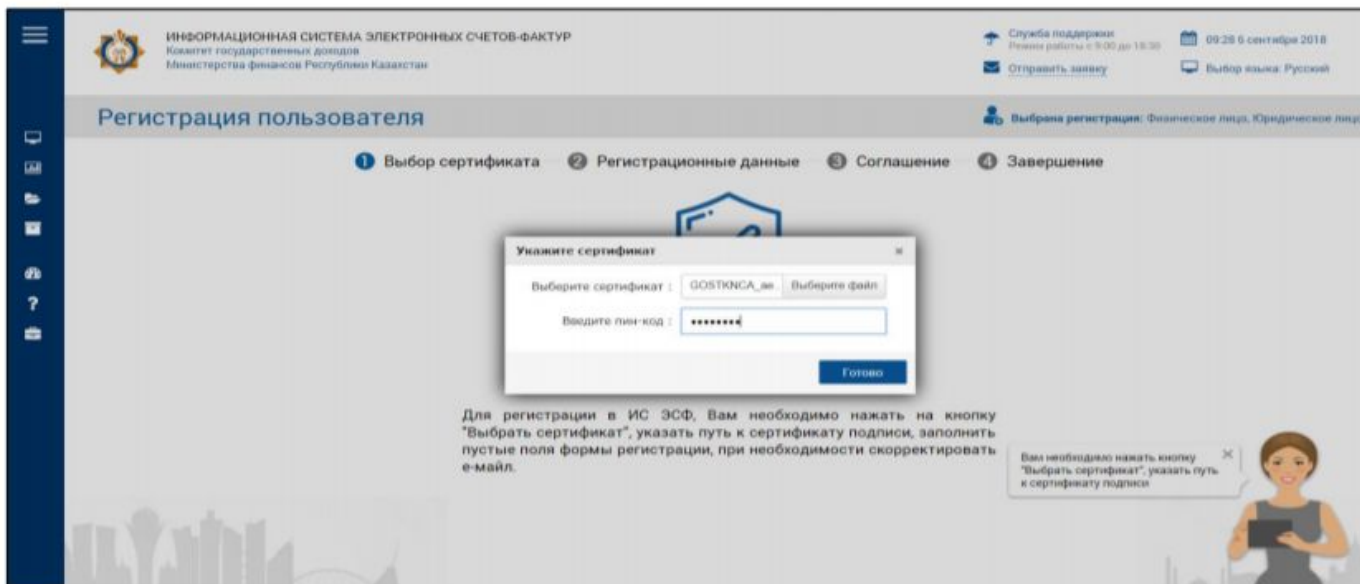 ИНФОРМАЦИОННАЯ СИСТЕМА ЭЛЕКТРОННЫХ СЧЕТОВ-ФАКТУР
Комитет государственных доходов
Министерства финансов Республики Казахстан
Служба поддержки
Режим работы с 9:00 до 18:30
09:28 6 сентября 2018
Отправить заявку
Выбор языка: Русский
Регистрация пользователя
Выбрана регистрация: Физическое лицо, Юридическое лицо
1 Выбор сертификата 2 Регистрационные данные 3 Соглашение 4 Завершение
Укажите сертификат
Выберите сертификат : GOSTKNCA_ae Выберите файл
Введите пин-код : ••••••••
Готово
Для регистрации в ИС ЭСФ, Вам необходимо нажать на кнопку
"Выбрать сертификат", указать путь к сертификату подписи, заполнить
пустые поля формы регистрации, при необходимости скорректировать
е-майл.
Вам необходимо нажать кнопку
"Выбрать сертификат", указать путь
к сертификату подписи